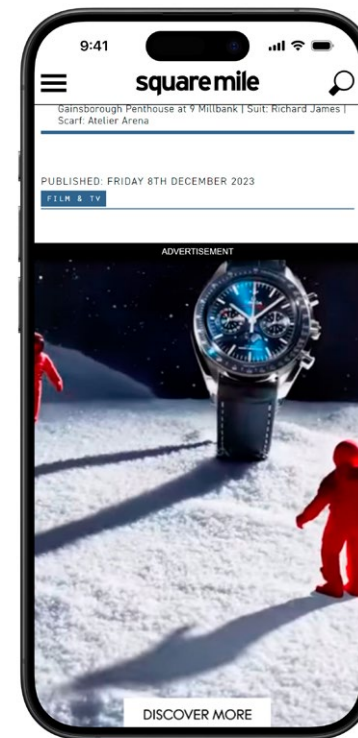 9:41
square mile
Gainsborough Penthouse at 9 Millbank | Suit: Richard James |
Scarf: Atelier Arena
PUBLISHED: FRIDAY 8TH DECEMBER 2023
FILM & TV
ADVERTISEMENT
DISCOVER MORE